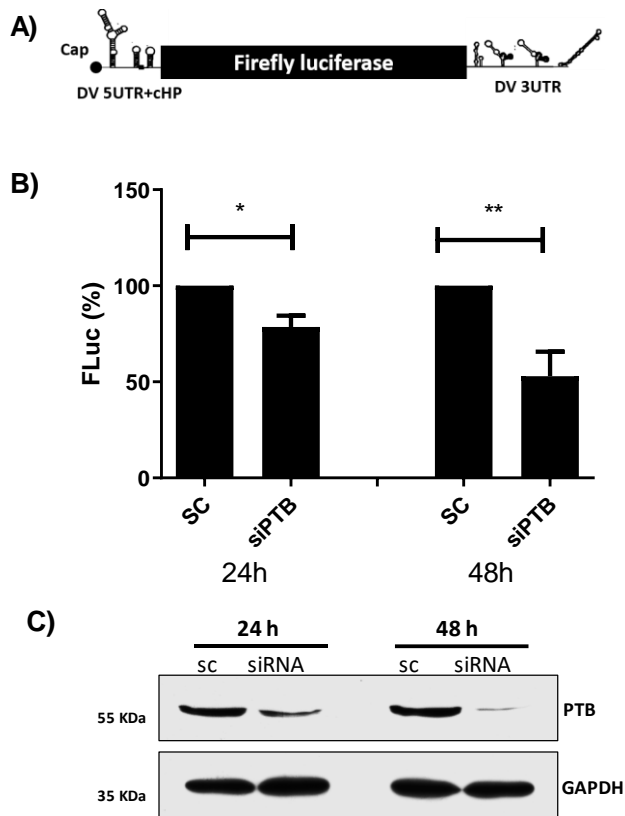 A)
Cap
Firefly luciferase
DV 5UTR+cHP
DV 3UTR
B)
150
*
**
100
FLuc (%)
50
0
SC
siPTB
SC
siPTB
24h
48h
C)
24 h
48 h
sc
siRNA
sc
siRNA
55 KDa
PTB
35 KDa
GAPDH